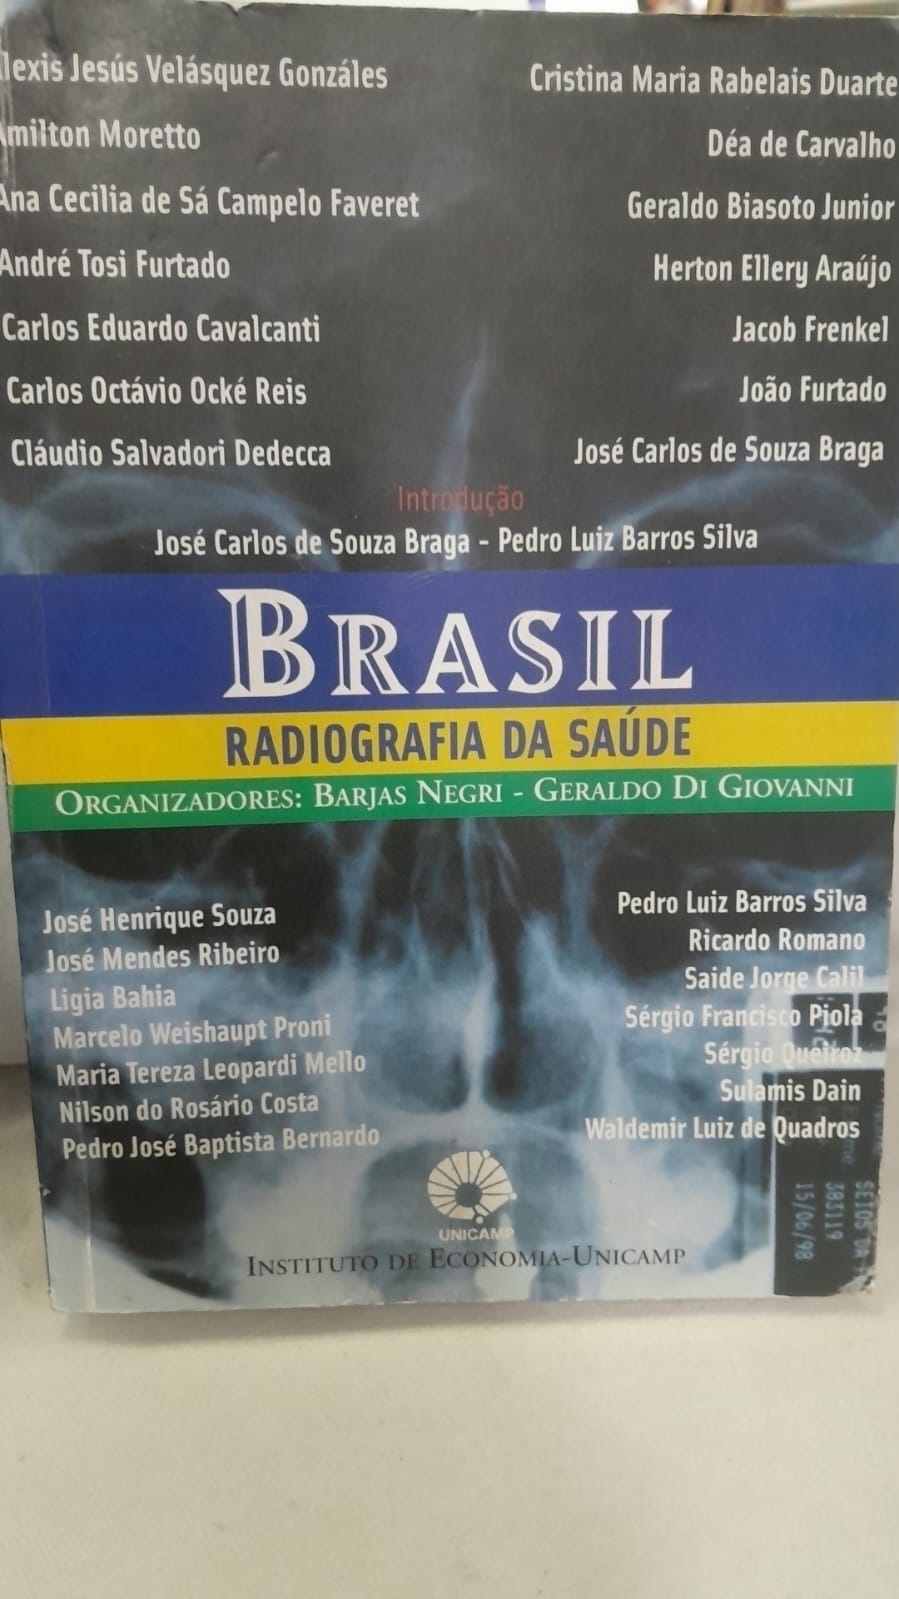 lexis Jesús Velásquez Gonzáles
Amilton Moretto
Ana Cecilia de Sá Campelo Faveret
André Tosi Furtado
Carlos Eduardo Cavalcanti
Carlos Octávio Ocké Reis
Cláudio Salvadori Dedecca
Cristina Maria Rabelais Duarte
Déa de Carvalho
Geraldo Biasoto Junior
Herton Ellery Araújo
Jacob Frenkel
João Furtado
José Carlos de Souza Braga
Introdução
José Carlos de Souza Braga - Pedro Luiz Barros Silva
BRASIL
RADIOGRAFIA DA SAÚDE
ORGANIZADORES: BARJAS NEGRI - GERALDO DI GIOVANNI
José Henrique Souza
José Mendes Ribeiro
Ligia Bahia
Marcelo Weishaupt Proni
Maria Tereza Leopardi Mello
Nilson do Rosário Costa
Pedro José Baptista Bernardo
Pedro Luiz Barros Silva
Ricardo Romano
Saide Jorge Calil
Sérgio Francisco Piola
Sérgio Queiroz
Sulamis Dain
Waldemir Luiz de Quadros
UNICAMP
INSTITUTO DE ECONOMIA-UNICAMP
SEIOS DA
383119
15/06/98